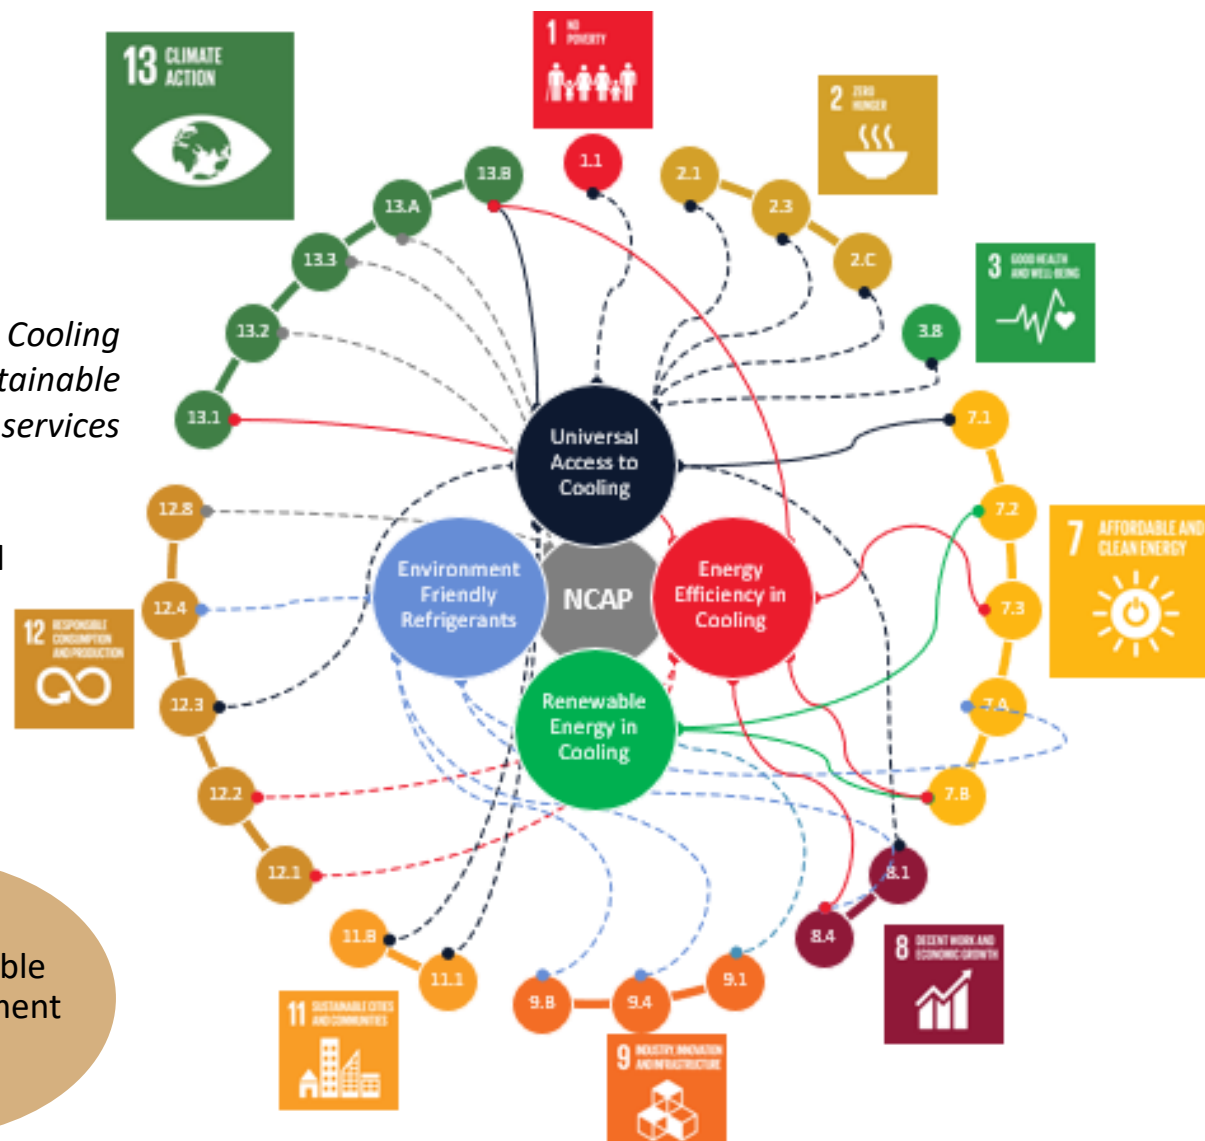 1 NO
POVERTY
13 CLIMATE
ACTION
2 ZERO
HUNGER
13.B
1.1
2.1
13.A
2.3
13.3
2.C
3 GOOD HEALTH
AND WELL-BEING
13.2
3.8
Cooling
tainable
services
13.1
7.1
Universal
Access to
Cooling
12.8
7.2
7 AFFORDABLE AND
CLEAN ENERGY
Environment
Friendly
Refrigerants
NCAP
Energy
Efficiency in
Cooling
12.4
7.3
12 RESPONSIBLE
CONSUMPTION
AND PRODUCTION
12.3
Renewable
Energy in
Cooling
7.A
12.2
7.B
12.1
8.1
11.B
8.4
8 DECENT WORK AND
ECONOMIC GROWTH
11.1
9.B
9.4
9.1
ble
ment
11 SUSTAINABLE CITIES
AND COMMUNITIES
9 INDUSTRY, INNOVATION
AND INFRASTRUCTURE